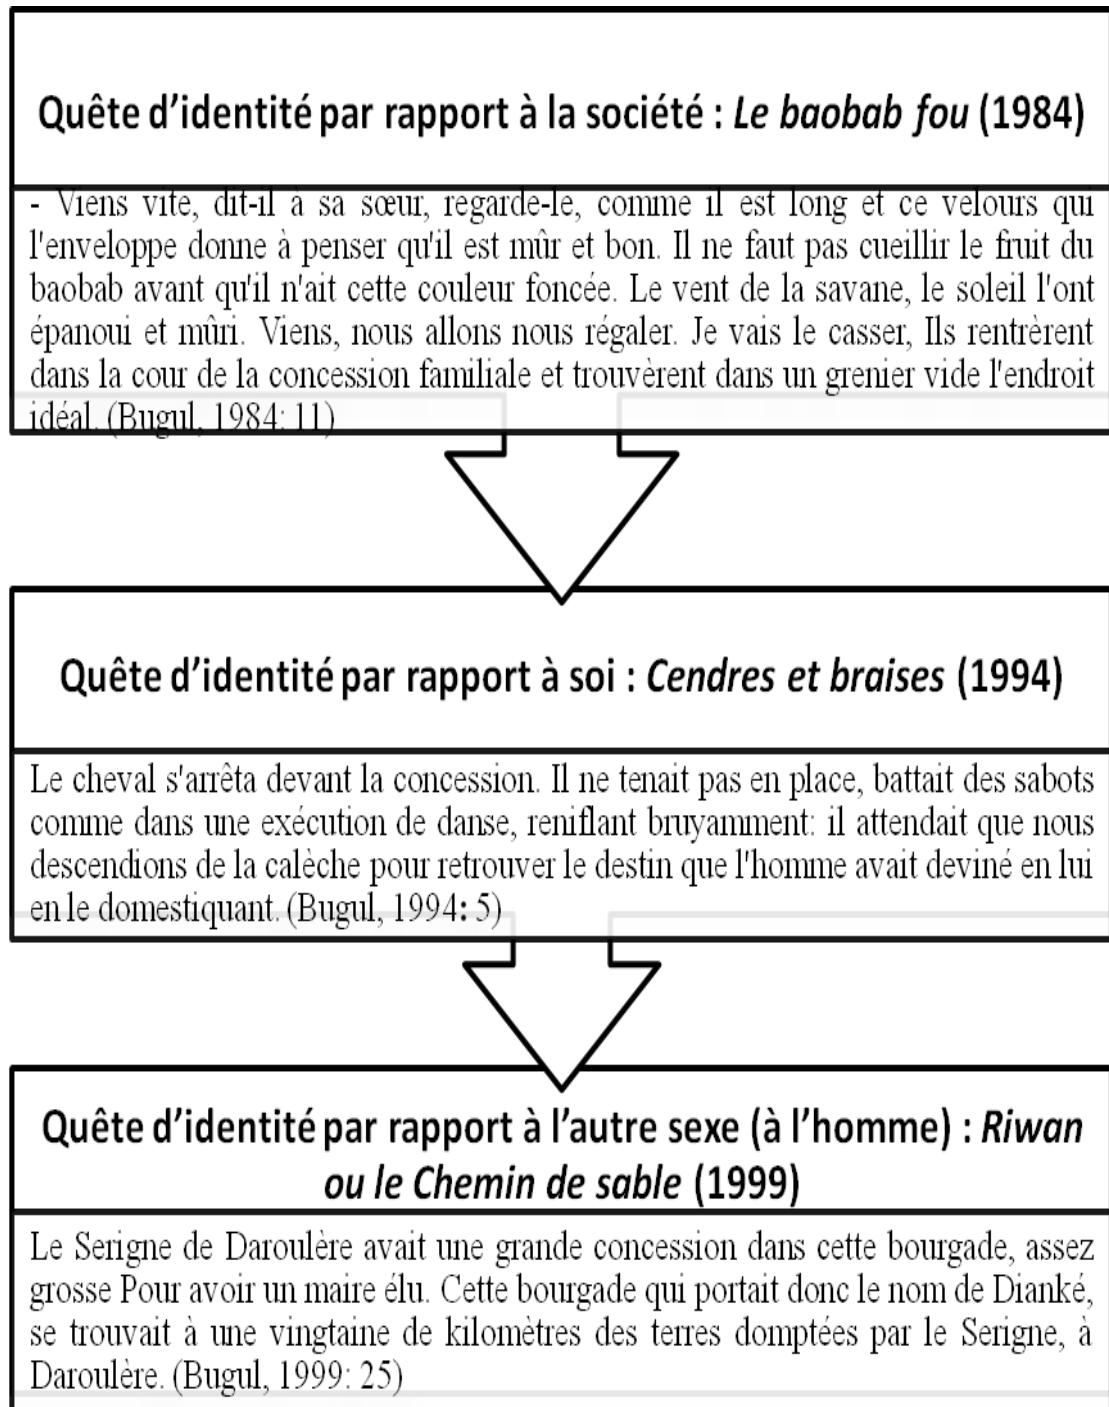 Quête d’identité par rapport à la société : Le baobab fou (1984)
- Viens vite, dit-il à sa sœur, regarde-le, comme il est long et ce velours qui
l'enveloppe donne à penser qu'il est mûr et bon. Il ne faut pas cueillir le fruit du
baobab avant qu'il n'ait cette couleur foncée. Le vent de la savane, le soleil l'ont
épanoui et mûri. Viens, nous allons nous régaler. Je vais le casser, Ils rentrèrent
dans la cour de la concession familiale et trouvèrent dans un grenier vide l'endroit
idéal. (Bugul, 1984: 11)
Quête d’identité par rapport à soi : Cendres et braises (1994)
Le cheval s'arrêta devant la concession. Il ne tenait pas en place, battait des sabots
comme dans une exécution de danse, reniflant bruyamment: il attendait que nous
descendions de la calèche pour retrouver le destin que l'homme avait deviné en lui
en le domestiquant. (Bugul, 1994: 5)
Quête d’identité par rapport à l’autre sexe (à l’homme) : Riwan
ou le Chemin de sable (1999)
Le Serigne de Daroulère avait une grande concession dans cette bourgade, assez
grosse Pour avoir un maire élu. Cette bourgade qui portait donc le nom de Dianké,
se trouvait à une vingtaine de kilomètres des terres domptées par le Serigne, à
Daroulère. (Bugul, 1999: 25)